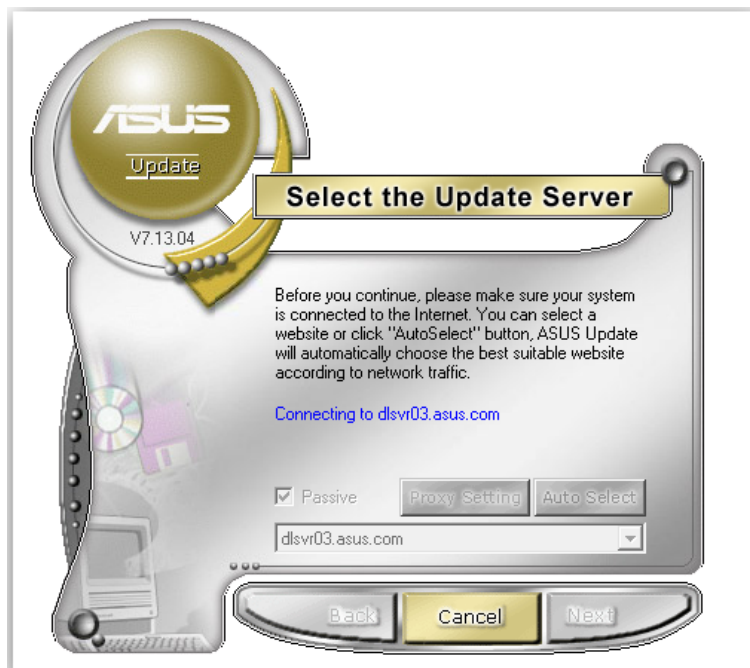 ASUS
Update
Select the Update Server
V7.13.04
Before you continue, please make sure your system
is connected to the Internet. You can select a
website or click "AutoSelect" button, ASUS Update
will automatically choose the best suitable website
according to network traffic.
Connecting to dlsvr03.asus.com
Passive
Proxy Setting
Auto Select
dlsvr03.asus.com
Back
Cancel
Next